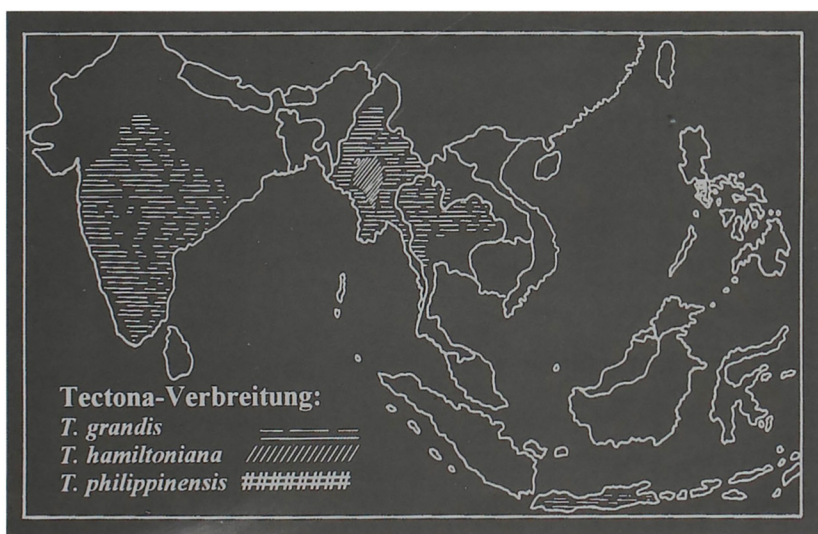 Tectona-Verbreitung:
T. grandis
T. hamiltoniana
T. philippinensis